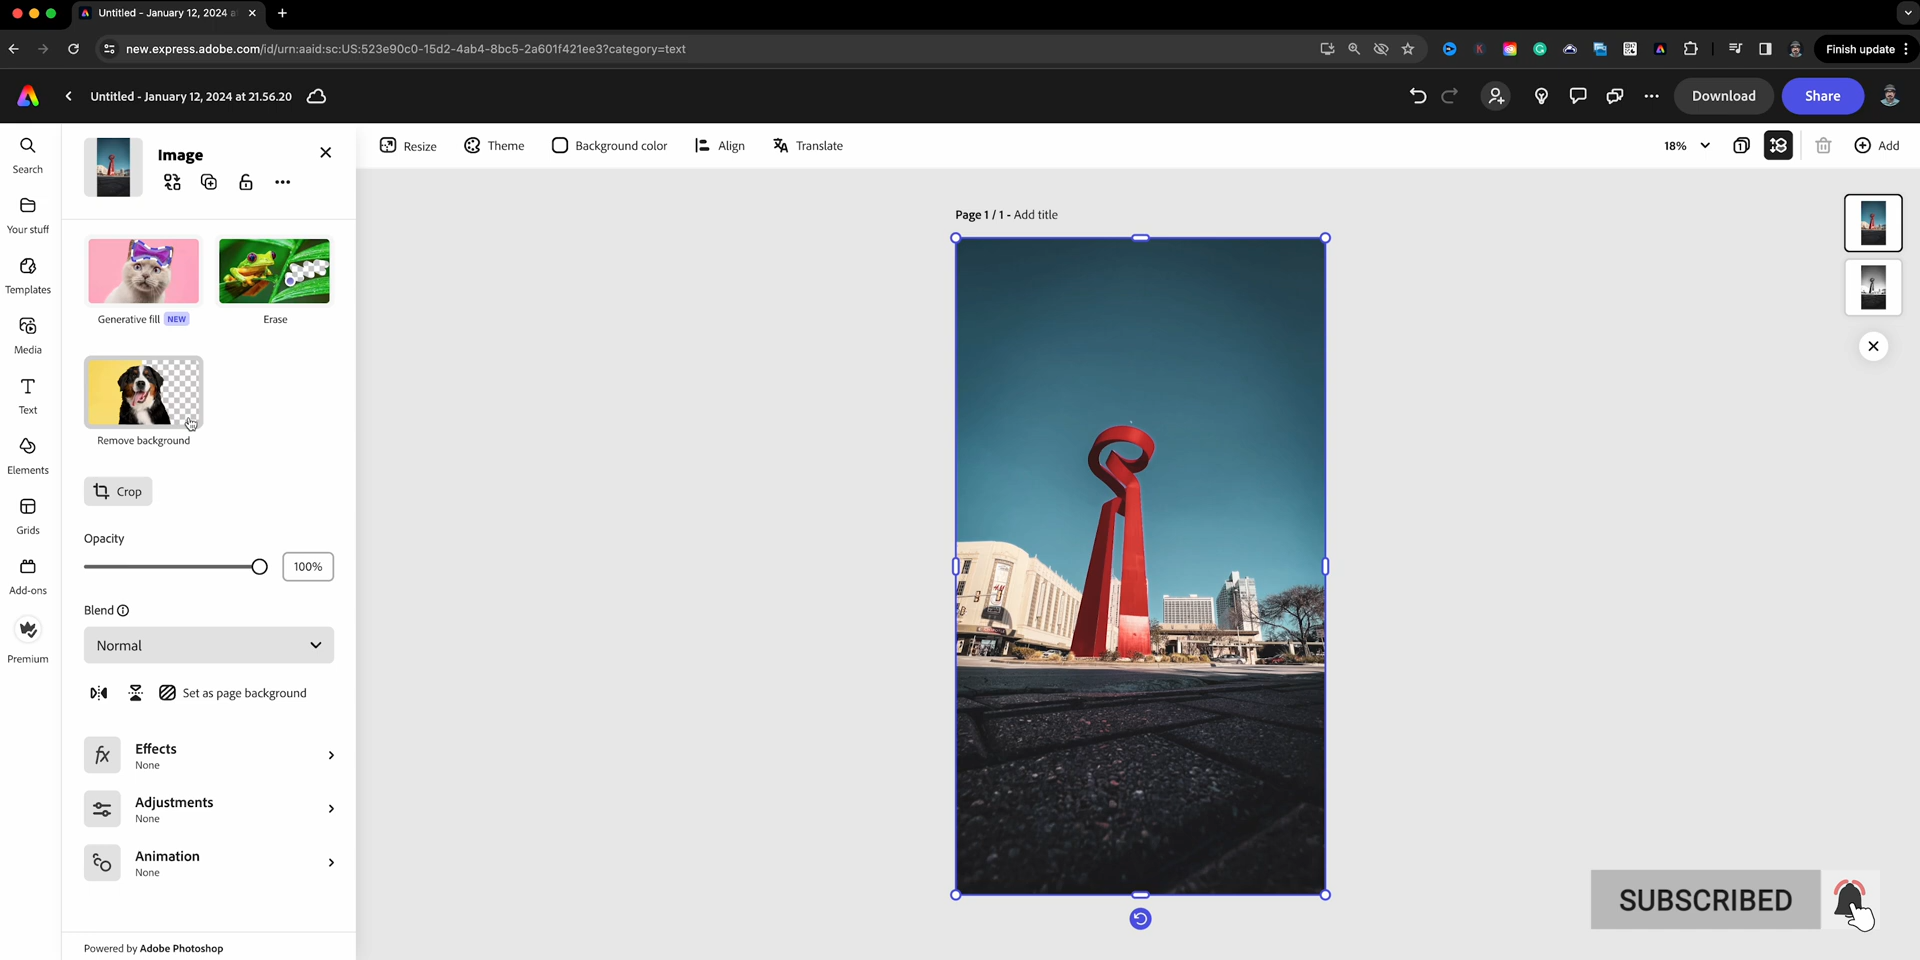 Untitled - January 12, 2024 a
new.express.adobe.com/id/urn:aaid:sc:US:523e90c0-15d2-4ab4-8bc5-2a601f421ee3?category=text
Finish update
Untitled - January 12, 2024 at 21.56.20
Download
Share
Search
Your stuff
Templates
Media
Text
Elements
Grids
Add-ons
Premium
Image
Generative fill NEW
Erase
Remove background
Crop
Opacity
100%
Blend
Normal
Set as page background
Effects
None
Adjustments
None
Animation
None
Powered by Adobe Photoshop
Resize
Theme
Background color
Align
Translate
18%
Add
Page 1 / 1 - Add title
SUBSCRIBED